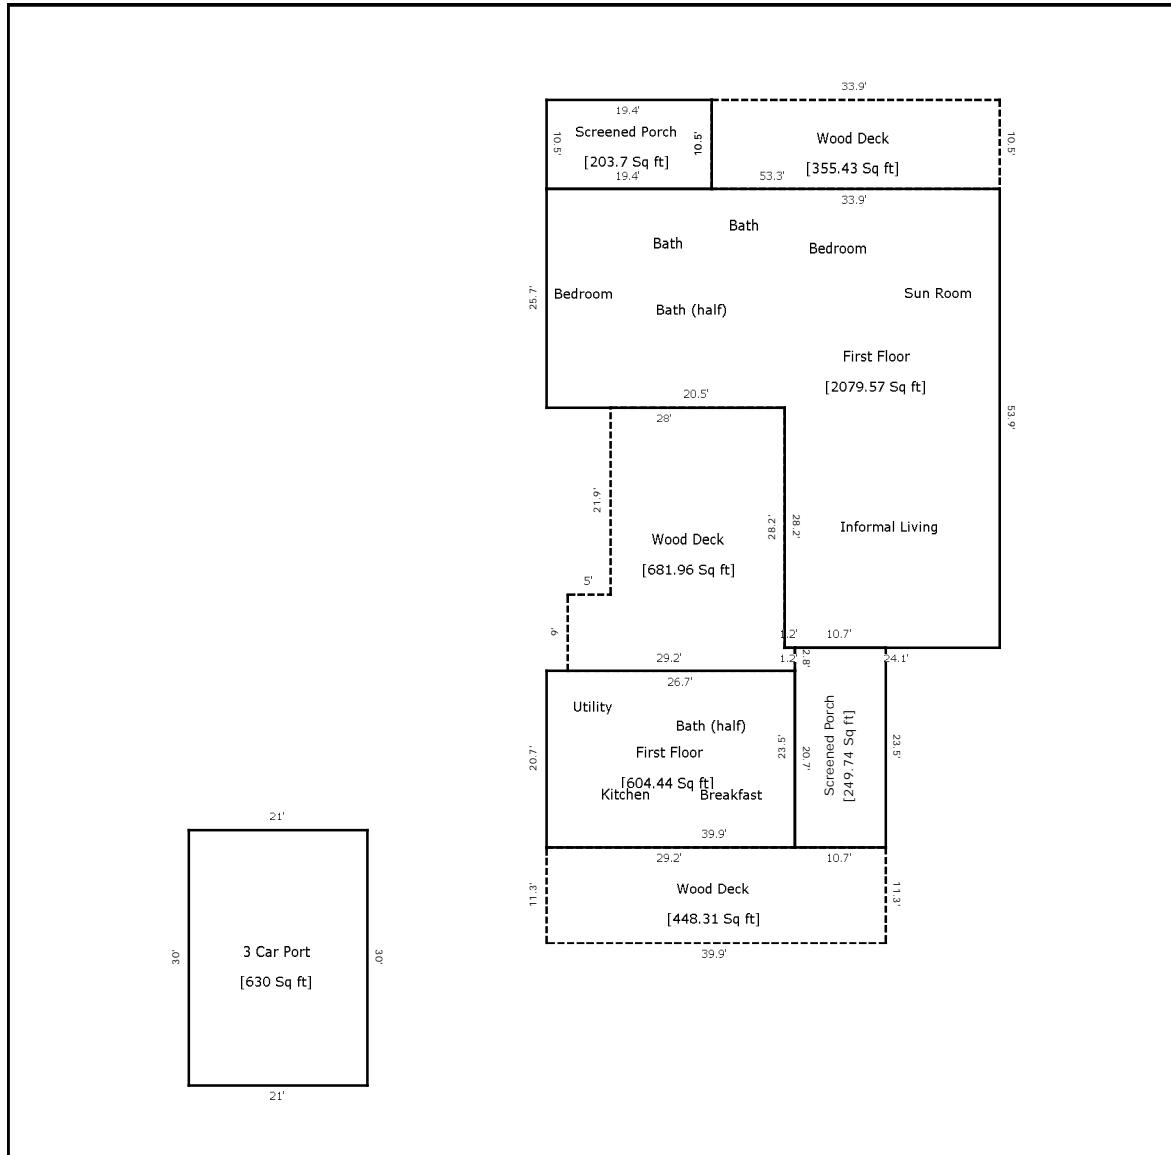 33.9'
19.4'
Screened Porch
[203.7 Sq ft]
10.5'
10.5'
19.4'
Wood Deck
[355.43 Sq ft]
10.5'
53.3'
33.9'
Bath
Bath
Bedroom
Bedroom
Sun Room
Bath (half)
25.7'
First Floor
[2079.57 Sq ft]
20.5'
28'
53.9'
21.9'
28.2'
28.2'
Informal Living
Wood Deck
[681.96 Sq ft]
5'
9'
1.2'
10.7'
29.2'
1.2'
2.8'
24.1'
26.7'
Utility
Bath (half)
20.7'
First Floor
[604.44 Sq ft]
Kitchen
Breakfast
23.5'
20.7'
Screened Porch
[249.74 Sq ft]
23.5'
39.9'
29.2'
10.7'
11.3'
Wood Deck
[448.31 Sq ft]
11.3'
39.9'
21'
30'
3 Car Port
[630 Sq ft]
30'
21'